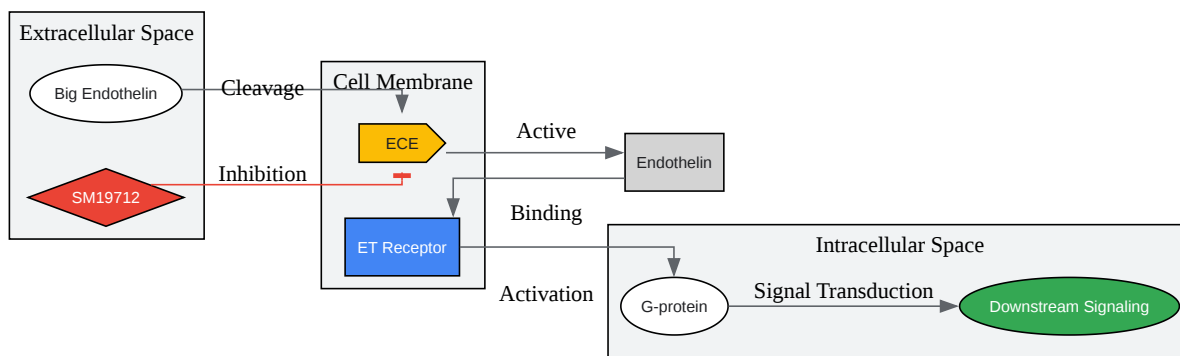 Extracellular Space
Big Endothelin
SM19712
Cleavage
Inhibition
Cell Membrane
ECE
ET Receptor
Active
Endothelin
Binding
Activation
Intracellular Space
G-protein
Signal Transduction
Downstream Signaling